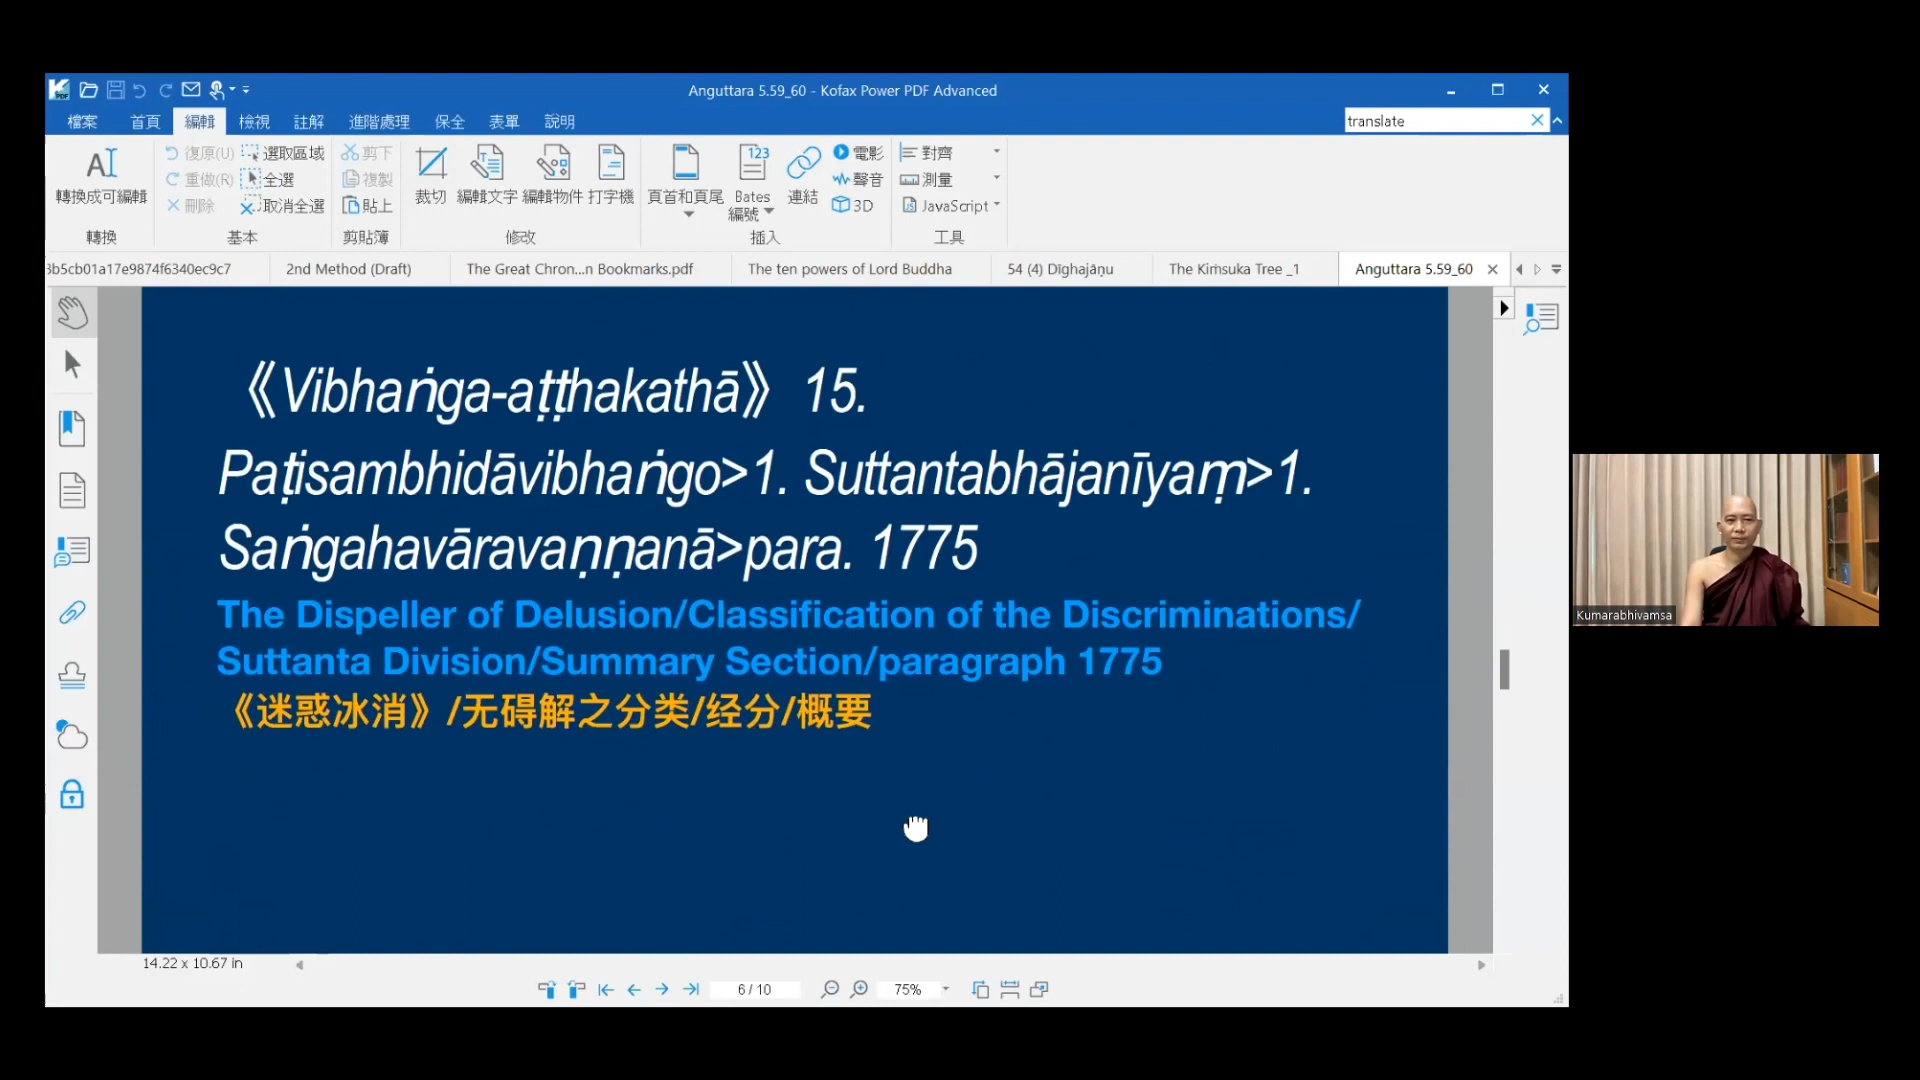 Anguttara 5.59_60 - Kofax Power PDF Advanced
檔案 首頁 編輯 檢視 註解 進階處理 保全 表單 說明
translate
轉換成可編輯
轉換
復原(U)
重做(R)
刪除
選取區域
全選
取消全選
基本
剪下
複製
貼上
剪貼簿
裁切
編輯文字
編輯物件
打字機
修改
頁首和頁尾
123
Bates
編號
連結
電影
聲音
3D
插入
對齊
測量
JavaScript
工具
3b5cb01a17e9874f6340ec9c7
2nd Method (Draft)
The Great Chron...n Bookmarks.pdf
The ten powers of Lord Buddha
54 (4) Dīghajāṇu
The Kiṁsuka Tree _1
Anguttara 5.59_60
《Vibhaṅga-aṭṭhakathā》 15.
Paṭisambhidāvibhaṅgo>1. Suttantabhājanīyaṃ>1.
Saṅgahavāravaṇṇanā>para. 1775
The Dispeller of Delusion/Classification of the Discriminations/
Suttanta Division/Summary Section/paragraph 1775
《迷惑冰消》/无碍解之分类/经分/概要
14.22 x 10.67 in
6 / 10
75%
Kumarabhivamsa